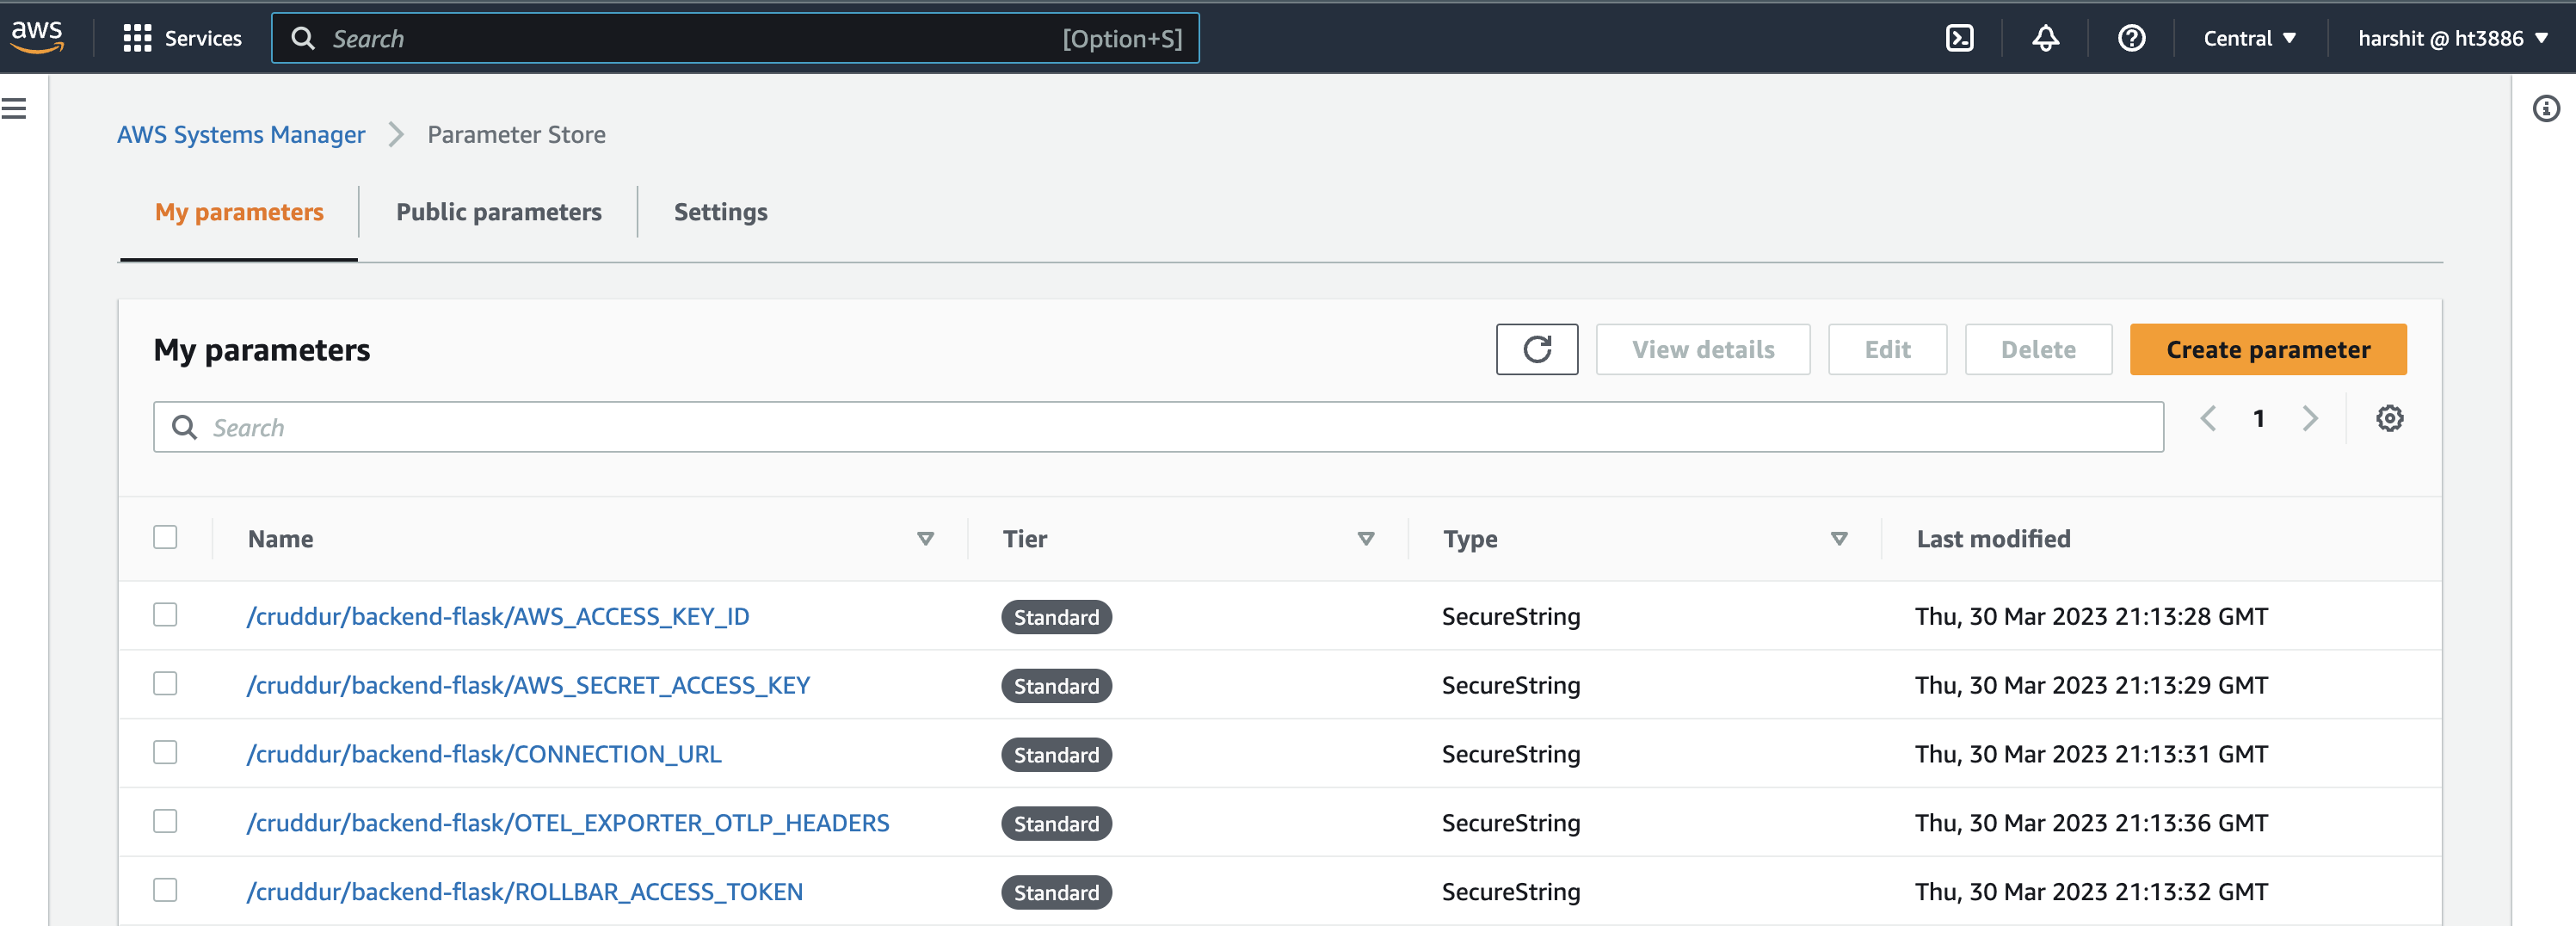 aws Services Search [Option+S] Central harshit @ ht3886
AWS Systems Manager Parameter Store
My parameters Public parameters Settings
My parameters View details Edit Delete Create parameter
Search 1
Name Tier Type Last modified
/cruddur/backend-flask/AWS_ACCESS_KEY_ID Standard SecureString Thu, 30 Mar 2023 21:13:28 GMT
/cruddur/backend-flask/AWS_SECRET_ACCESS_KEY Standard SecureString Thu, 30 Mar 2023 21:13:29 GMT
/cruddur/backend-flask/CONNECTION_URL Standard SecureString Thu, 30 Mar 2023 21:13:31 GMT
/cruddur/backend-flask/OTEL_EXPORTER_OTLP_HEADERS Standard SecureString Thu, 30 Mar 2023 21:13:36 GMT
/cruddur/backend-flask/ROLLBAR_ACCESS_TOKEN Standard SecureString Thu, 30 Mar 2023 21:13:32 GMT